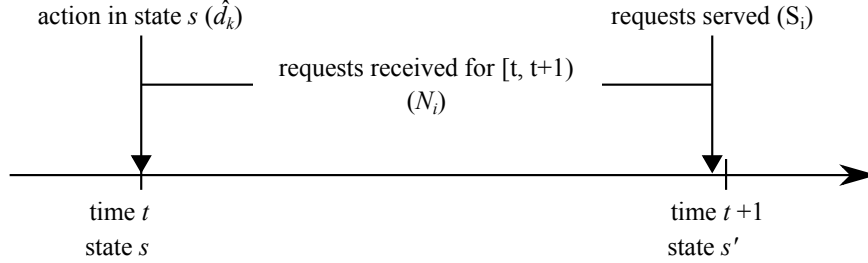 action in state s (d̂ₖ)
requests served (Sᵢ)
requests received for [t, t+1)
(Nᵢ)
time t
time t +1
state s
state s′